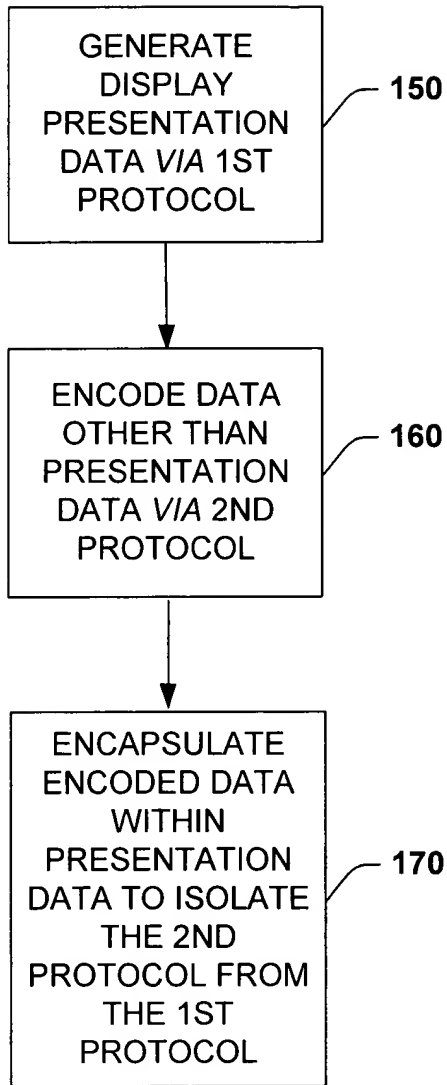 GENERATE
DISPLAY
PRESENTATION
DATA VIA 1ST
PROTOCOL
150
ENCODE DATA
OTHER THAN
PRESENTATION
DATA VIA 2ND
PROTOCOL
160
ENCAPSULATE
ENCODED DATA
WITHIN
PRESENTATION
DATA TO ISOLATE
THE 2ND
PROTOCOL FROM
THE 1ST
PROTOCOL
170